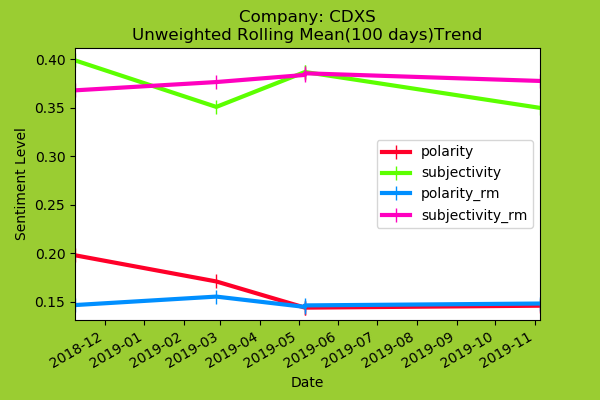 Company: CDXS
Unweighted Rolling Mean(100 days)Trend
0.40
0.35
0.30
0.25
0.20
0.15
Sentiment Level
polarity
subjectivity
polarity_rm
subjectivity_rm
2018-12
2019-01
2019-02
2019-03
2019-04
2019-05
2019-06
2019-07
2019-08
2019-09
2019-10
2019-11
Date